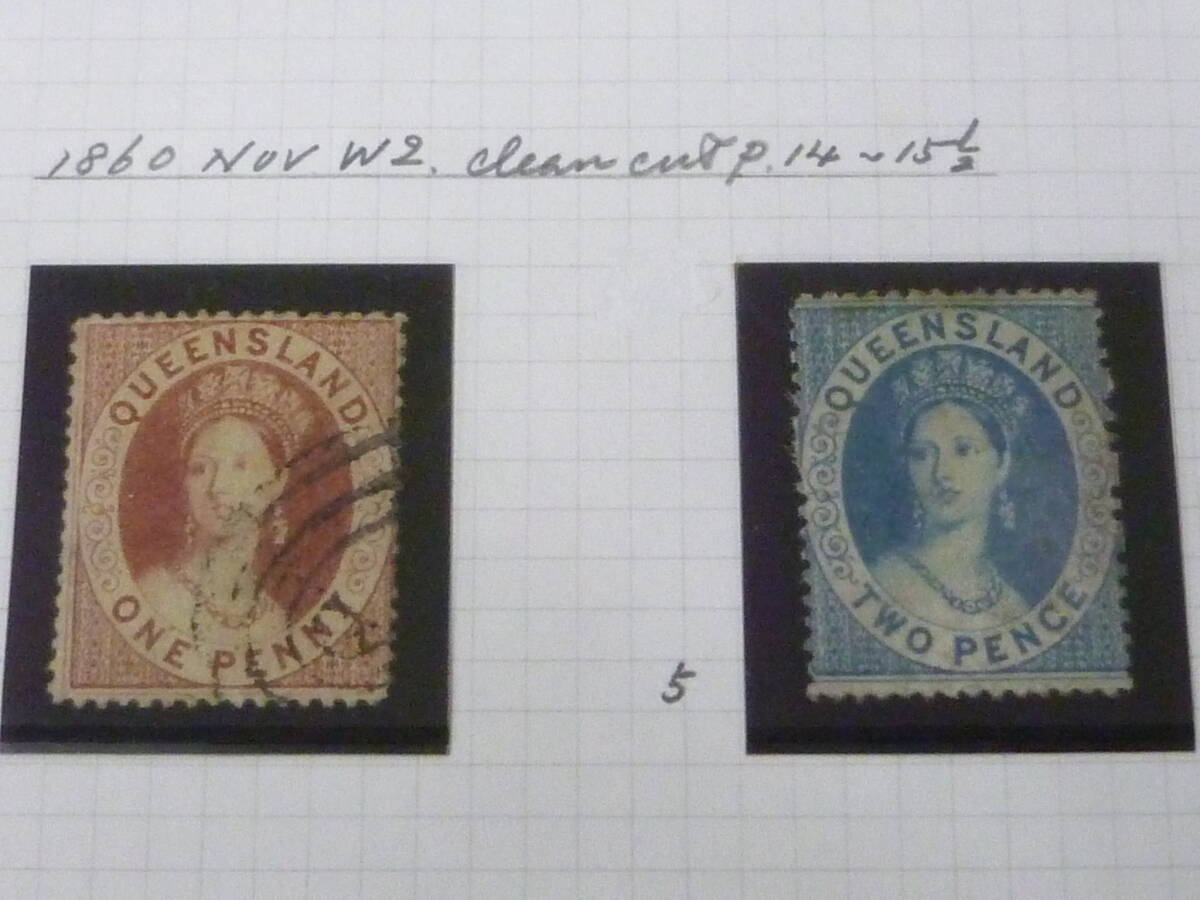 1860 Nov. W2. clean cut p. 14 ~ 15½
QUEENSLAND
ONE PENNY
5
QUEENSLAND
TWO PENCE